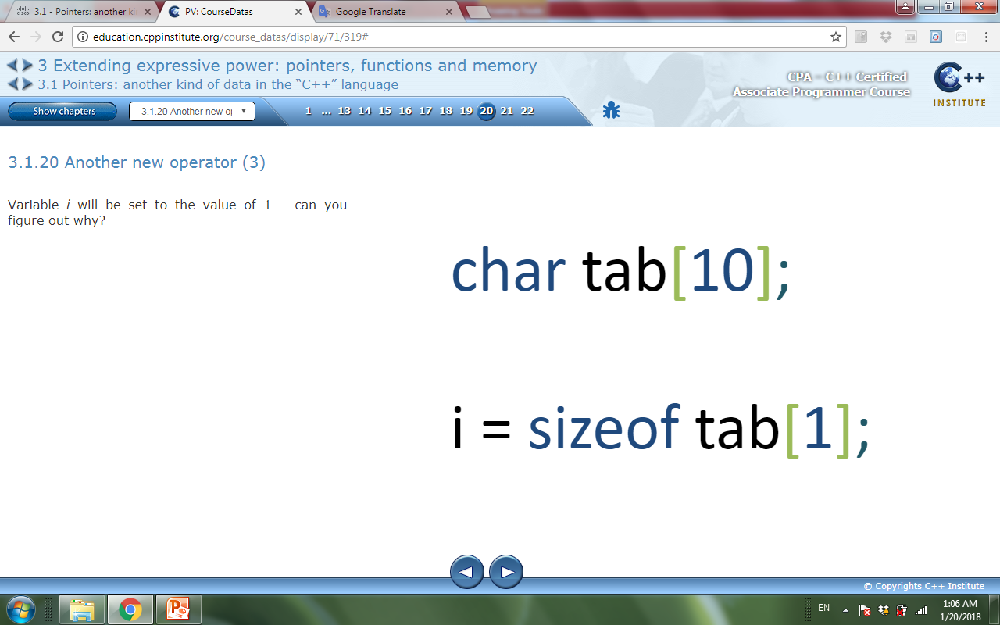 3.1 - Pointers: another ki
PV: CourseDatas
Google Translate
education.cppinstitute.org/course_datas/display/71/319#
3 Extending expressive power: pointers, functions and memory
3.1 Pointers: another kind of data in the “C++” language
CPA – C++ Certified
Associate Programmer Course
C++
INSTITUTE
Show chapters
3.1.20 Another new op
1 ... 13 14 15 16 17 18 19 20 21 22
3.1.20 Another new operator (3)
Variable i will be set to the value of 1 – can you
figure out why?
char tab[10];
i = sizeof tab[1];
© Copyrights C++ Institute
EN
1:06 AM
1/20/2018